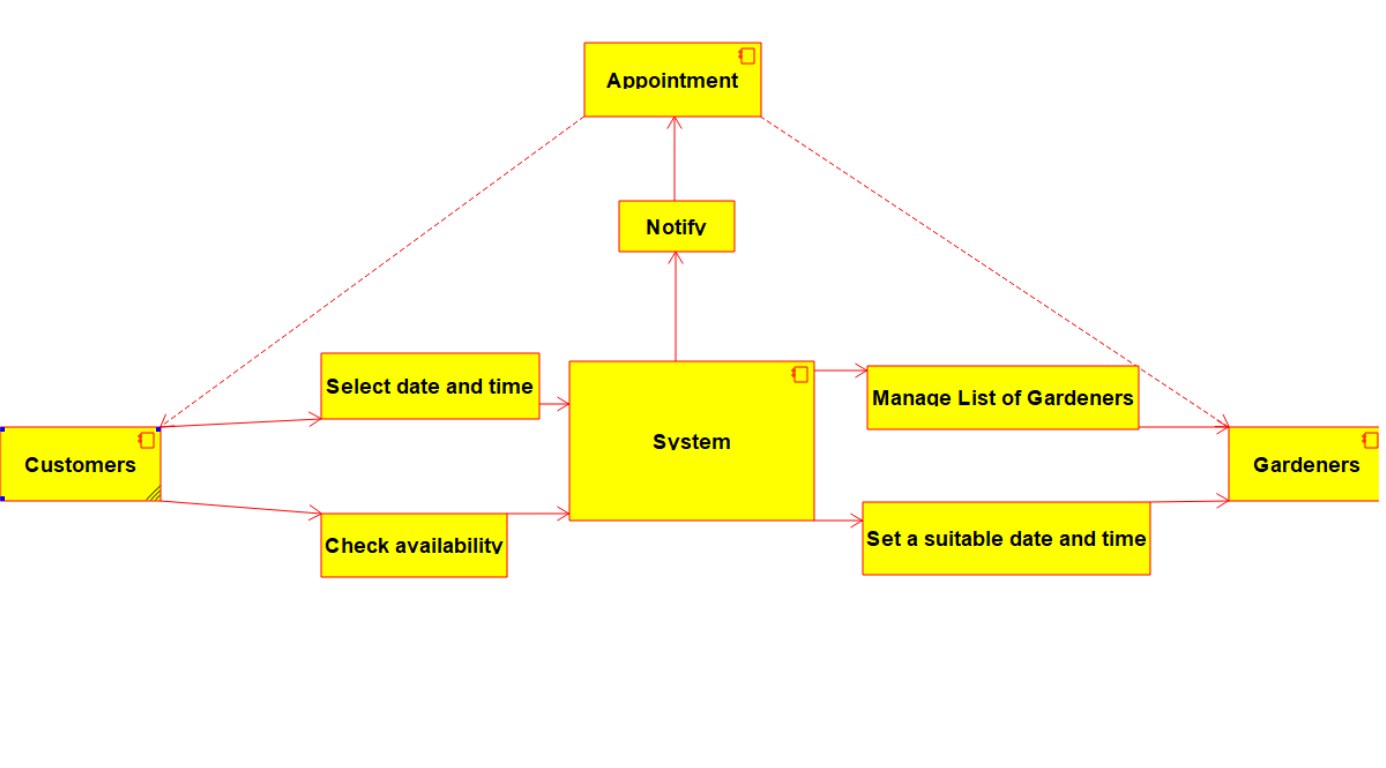 Appointment
Notify
Select date and time
Manage List of Gardeners
System
Customers
Gardeners
Check availability
Set a suitable date and time